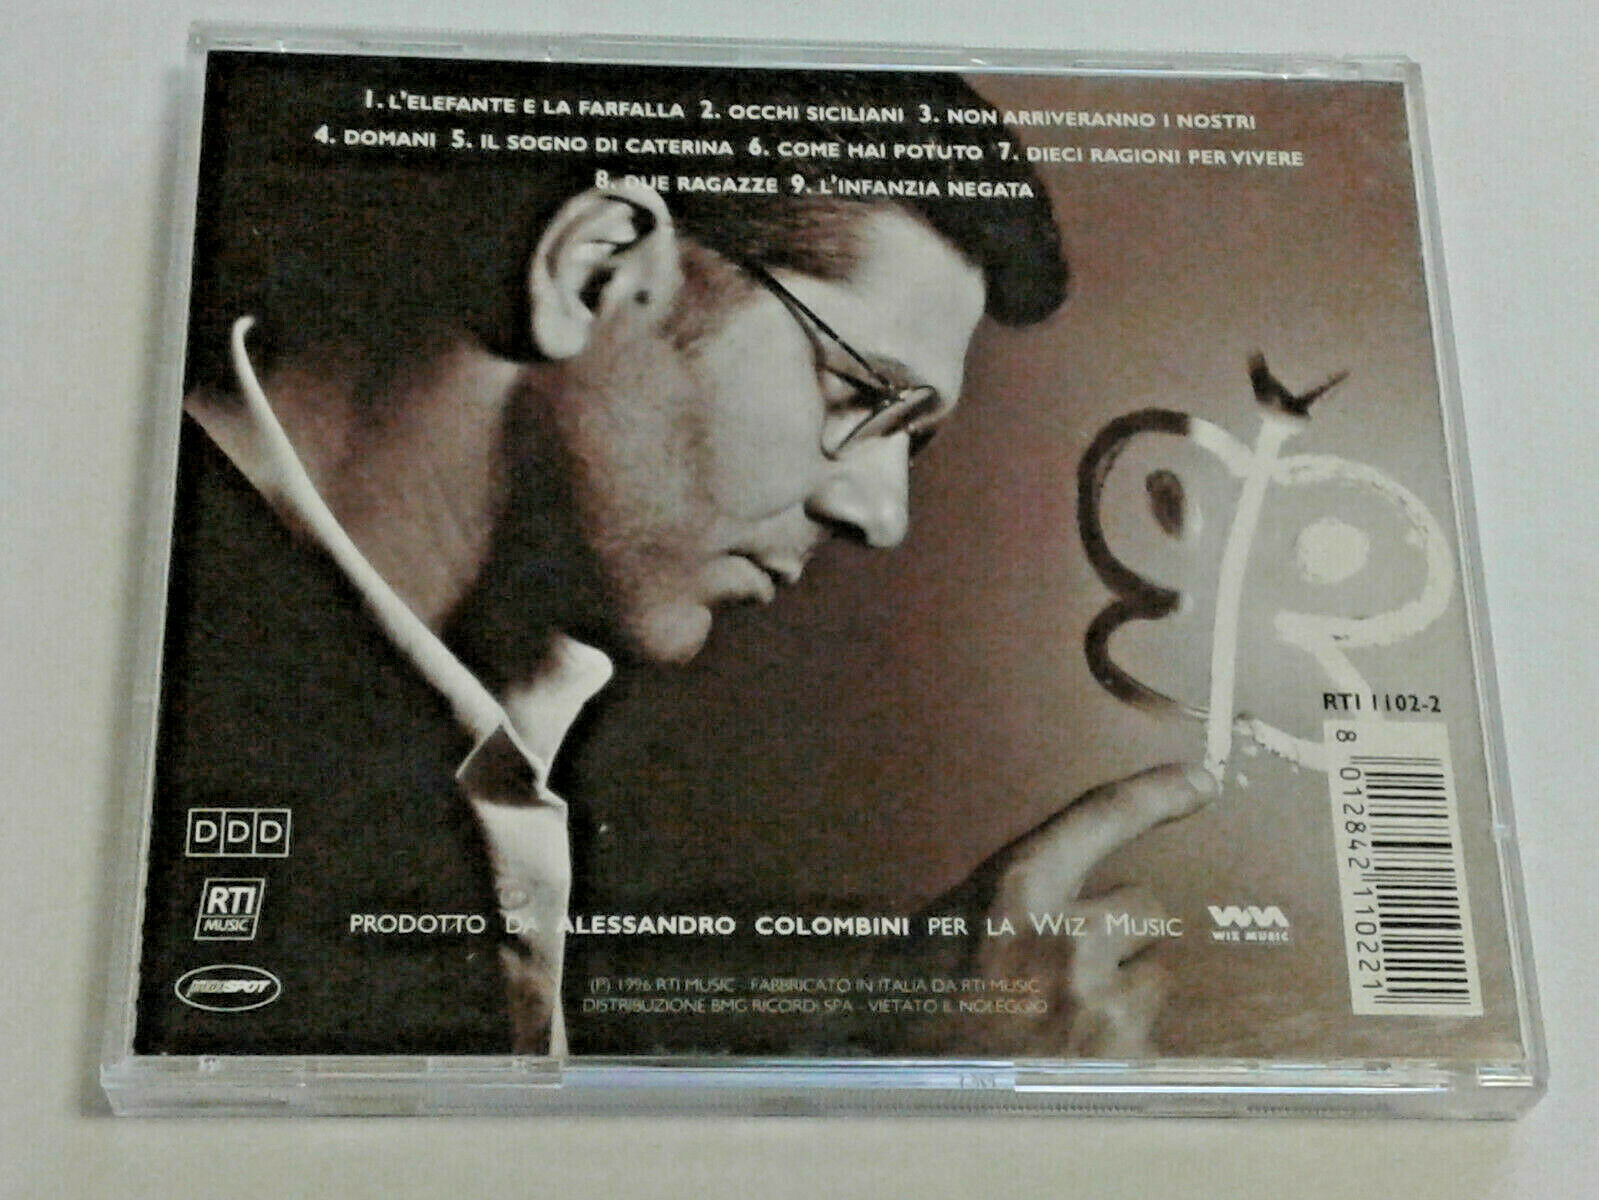 1. L'ELEFANTE E LA FARFALLA 2. OCCHI SICILIANI 3. NON ARRIVERANNO I NOSTRI
4. DOMANI 5. IL SOGNO DI CATERINA 6. COME HAI POTUTO 7. DIECI RAGIONI PER VIVERE
8. DUE RAGAZZE 9. L'INFANZIA NEGATA
RTI 1102-2
8 012842 110221
DDD
RTI
MUSIC
PRODOTTO DA ALESSANDRO COLOMBINI PER LA WIZ MUSIC
WIZ MUSIC
SPOT
(P) 1996 RTI MUSIC - FABBRICATO IN ITALIA DA RTI MUSIC
DISTRIBUZIONE BMG RICORDI SPA - VIETATO IL NOLEGGIO